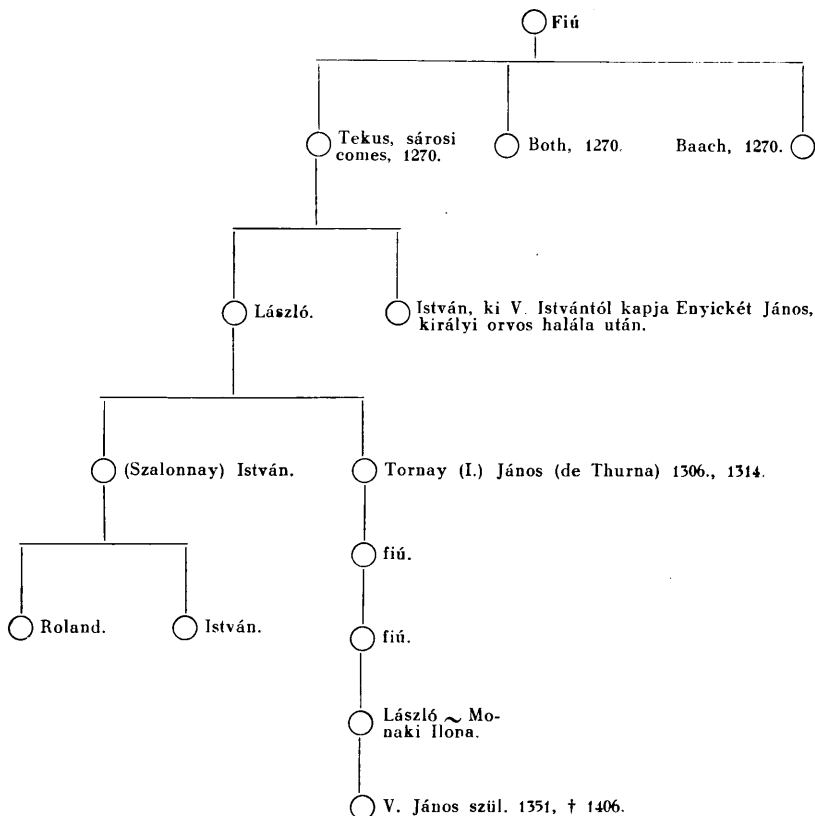 Fiú
Tekus, sárosi
comes, 1270.
Both, 1270.
Baach, 1270.
László.
István, ki V. Istvántól kapja Enyickét János,
királyi orvos halála után.
(Szalonnay) István.
Tornay (I.) János (de Thurna) 1306., 1314.
fiú.
Roland.
István.
fiú.
László ~ Mo-
naki Ilona.
V. János szül. 1351, † 1406.